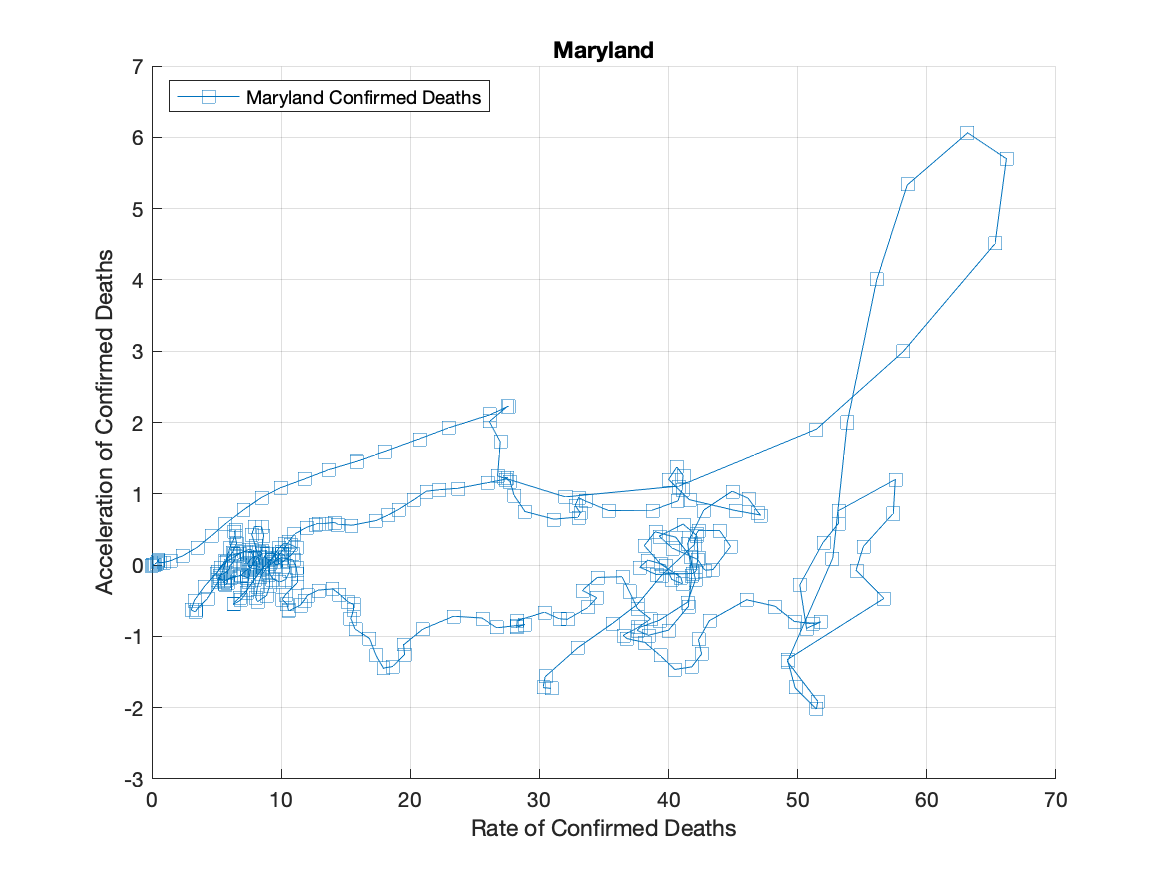 Maryland
7
Maryland Confirmed Deaths
6
5
4
3
2
1
0
-1
-2
-3
Acceleration of Confirmed Deaths
0 10 20 30 40 50 60 70
Rate of Confirmed Deaths